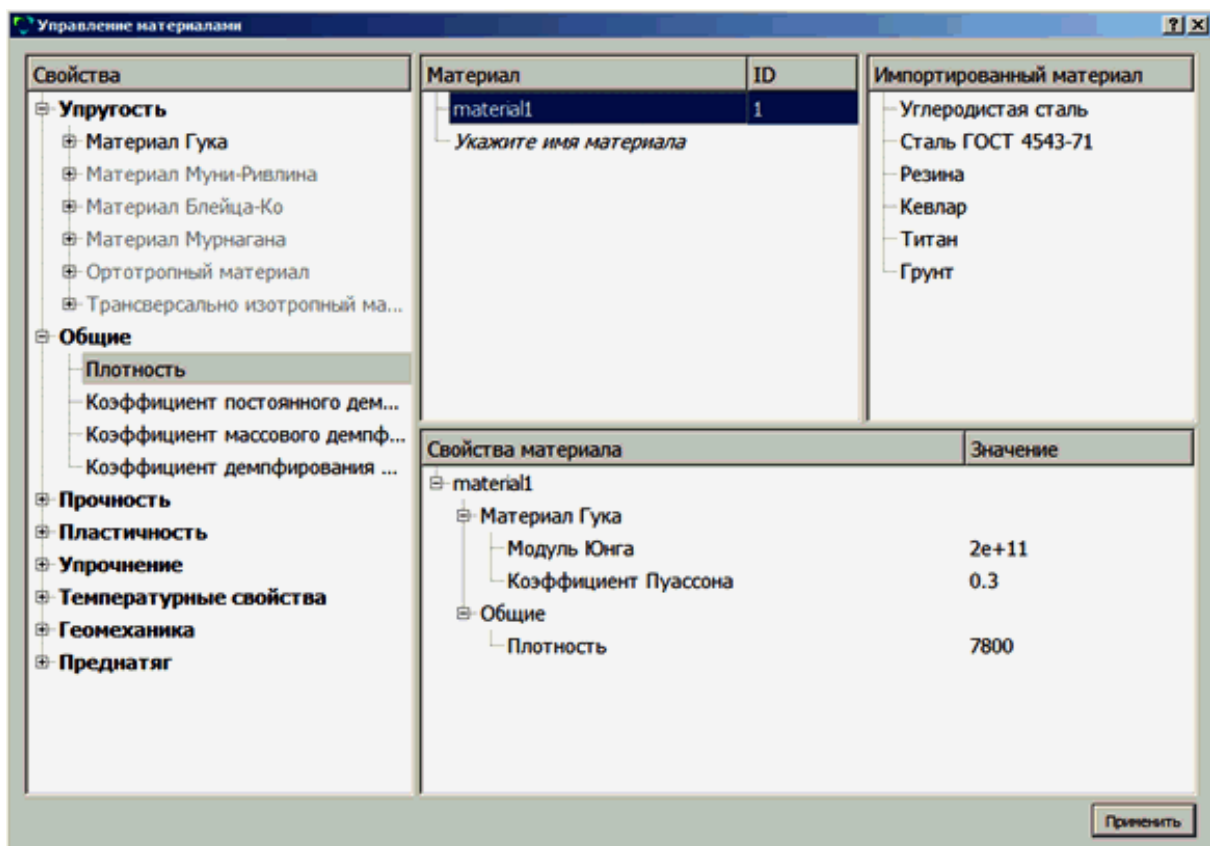 Управление материалами
Свойства
Упругость
Материал Гука
Материал Муни-Ривлина
Материал Блейца-Ко
Материал Мурнагана
Ортотропный материал
Трансверсально изотропный ма...
Общие
Плотность
Коэффициент постоянного дем...
Коэффициент массового демпф...
Коэффициент демпфирования ...
Прочность
Пластичность
Упрочнение
Температурные свойства
Геомеханика
Преднатяг
Материал ID
material1 1
Укажите имя материала
Импортированный материал
Углеродистая сталь
Сталь ГОСТ 4543-71
Резина
Кевлар
Титан
Грунт
Свойства материала Значение
material1
Материал Гука
Модуль Юнга 2e+11
Коэффициент Пуассона 0.3
Общие
Плотность 7800
Применить